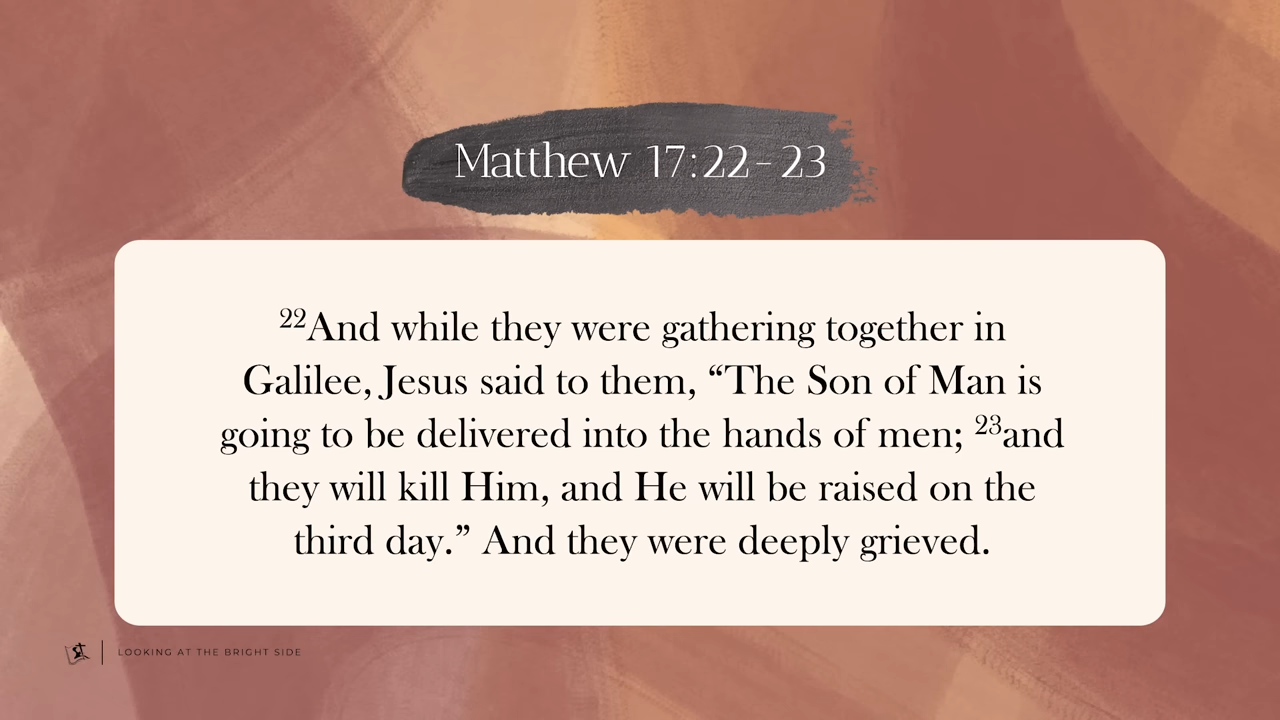 Matthew 17:22-23
²²And while they were gathering together in
Galilee, Jesus said to them, “The Son of Man is
going to be delivered into the hands of men; ²³and
they will kill Him, and He will be raised on the
third day.” And they were deeply grieved.
LOOKING AT THE BRIGHT SIDE